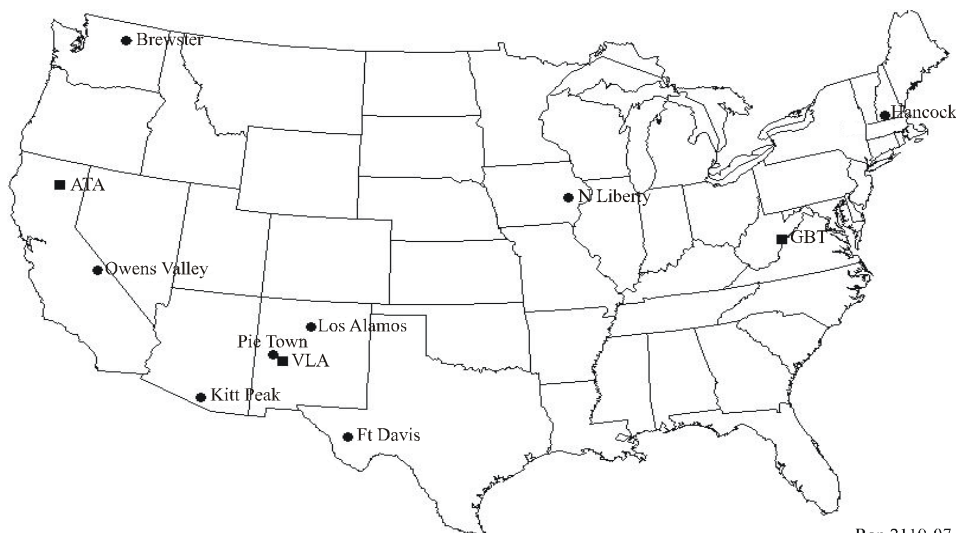 Brewster
Hancock
ATA
N Liberty
GBT
Owens Valley
Los Alamos
Pie Town
VLA
Kitt Peak
Ft Davis